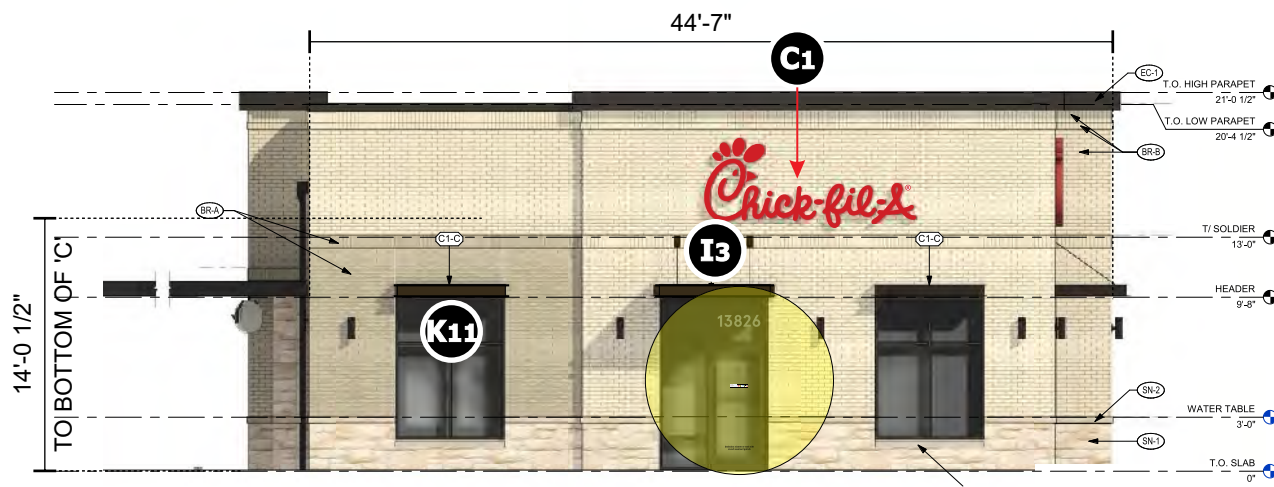 44'-7"
C1
EC-1
T.O. HIGH PARAPET
21'-0 1/2"
T.O. LOW PARAPET
20'-4 1/2"
BR-B
Chick-fil-A®
BR-A
C1-C
I3
C1-C
T/ SOLDIER
13'-0"
HEADER
9'-8"
K11
13826
14'-0 1/2"
TO BOTTOM OF 'C'
SN-2
WATER TABLE
3'-0"
SN-1
T.O. SLAB
0"